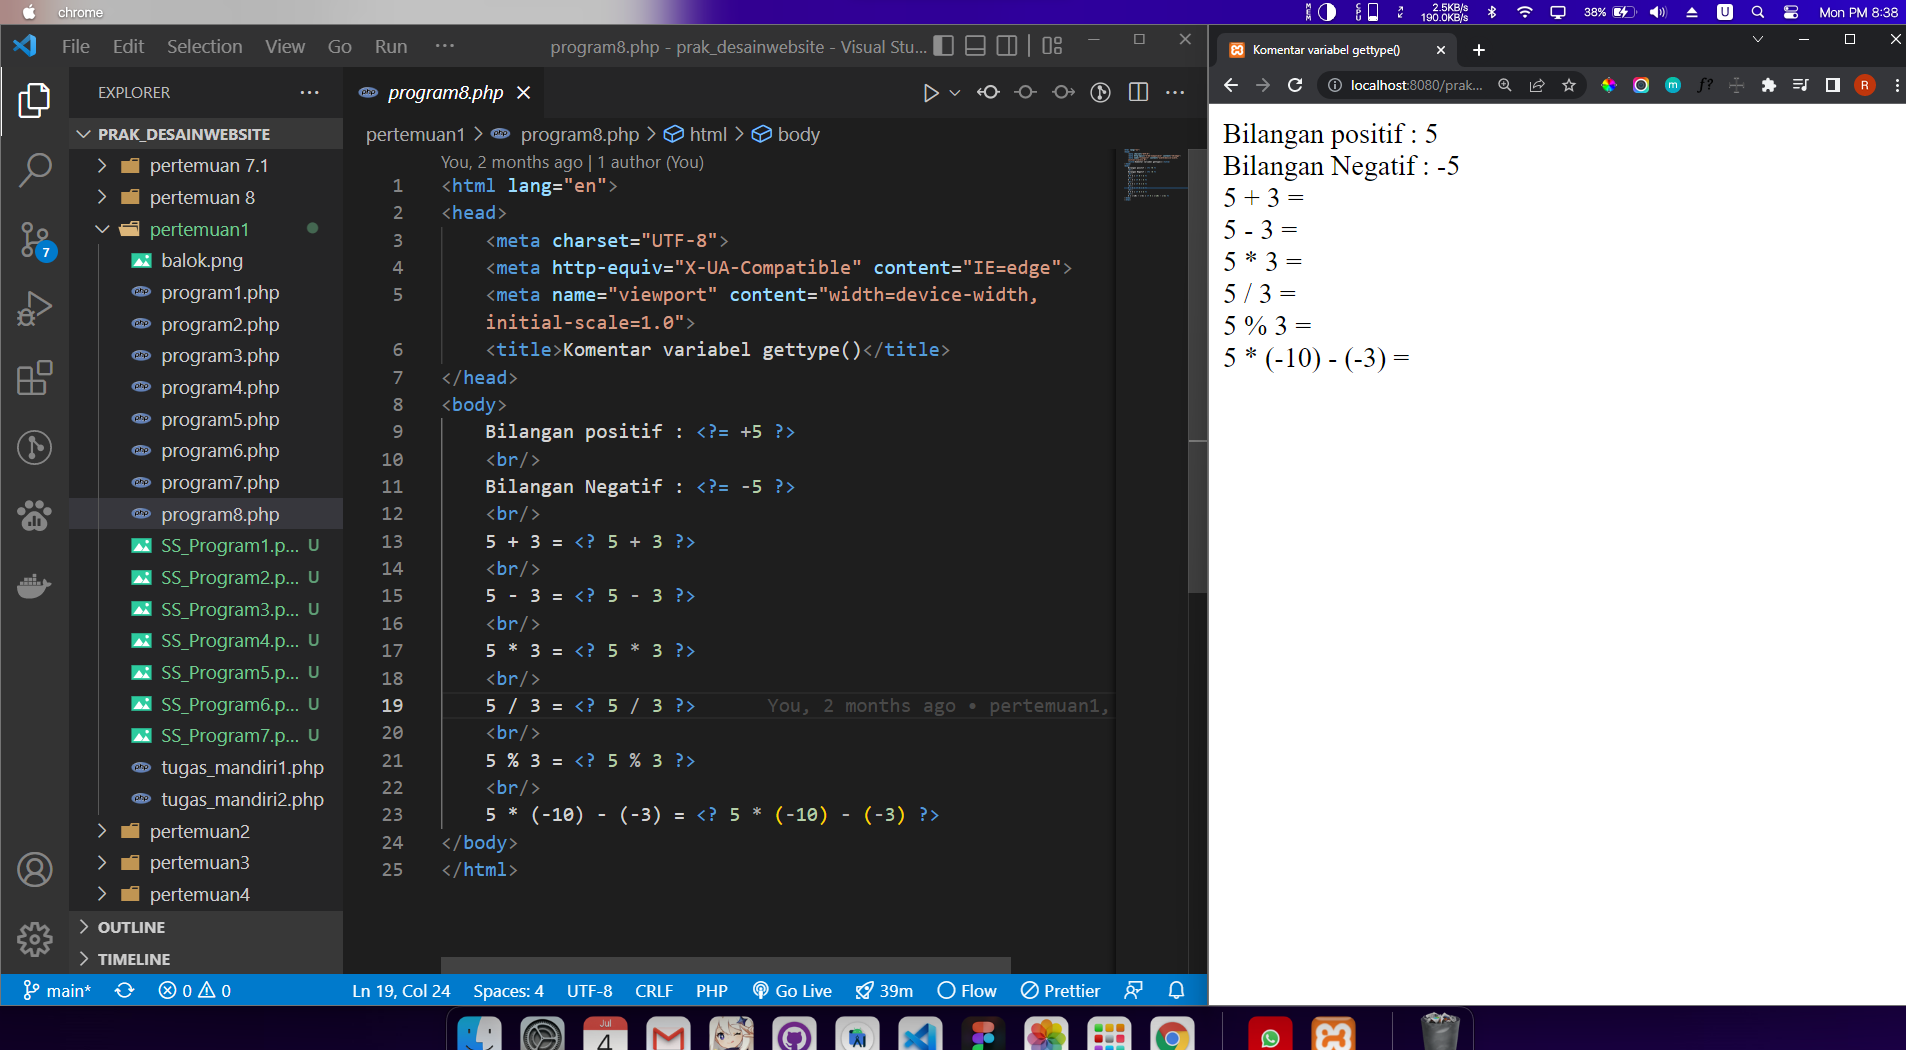 chrome
MEM
CPU
2.5KB/s
190.0KB/s
38%
U
Mon PM 8:38
File Edit Selection View Go Run ···
program8.php - prak_desainwebsite - Visual Stu...
Komentar variabel gettype()
localhost:8080/prak...
f?
m
R
EXPLORER
PRAK_DESAINWEBSITE
pertemuan 7.1
pertemuan 8
pertemuan1
balok.png
program1.php
program2.php
program3.php
program4.php
program5.php
program6.php
program7.php
program8.php
SS_Program1.p... U
SS_Program2.p... U
SS_Program3.p... U
SS_Program4.p... U
SS_Program5.p... U
SS_Program6.p... U
SS_Program7.p... U
tugas_mandiri1.php
tugas_mandiri2.php
pertemuan2
pertemuan3
pertemuan4
OUTLINE
TIMELINE
7
program8.php
pertemuan1 > program8.php > html > body
You, 2 months ago | 1 author (You)
1 <html lang="en">
2 <head>
3 <meta charset="UTF-8">
4 <meta http-equiv="X-UA-Compatible" content="IE=edge">
5 <meta name="viewport" content="width=device-width,
initial-scale=1.0">
6 <title>Komentar variabel gettype()</title>
7 </head>
8 <body>
9 Bilangan positif : <?= +5 ?>
10 <br/>
11 Bilangan Negatif : <?= -5 ?>
12 <br/>
13 5 + 3 = <? 5 + 3 ?>
14 <br/>
15 5 - 3 = <? 5 - 3 ?>
16 <br/>
17 5 * 3 = <? 5 * 3 ?>
18 <br/>
19 5 / 3 = <? 5 / 3 ?> You, 2 months ago • pertemuan1,
20 <br/>
21 5 % 3 = <? 5 % 3 ?>
22 <br/>
23 5 * (-10) - (-3) = <? 5 * (-10) - (-3) ?>
24 </body>
25 </html>
Bilangan positif : 5
Bilangan Negatif : -5
5 + 3 =
5 - 3 =
5 * 3 =
5 / 3 =
5 % 3 =
5 * (-10) - (-3) =
main* 0 0 Ln 19, Col 24 Spaces: 4 UTF-8 CRLF PHP Go Live 39m Flow Prettier
Jul
4